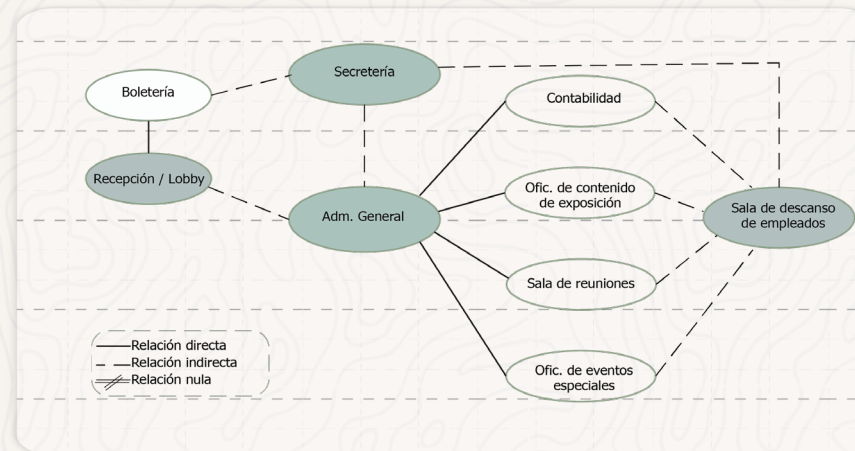 Secretería
Boletería
Contabilidad
Recepción / Lobby
Ofic. de contenido
de exposición
Adm. General
Sala de descanso
de empleados
Sala de reuniones
Relación directa
Relación indirecta
Relación nula
Ofic. de eventos
especiales